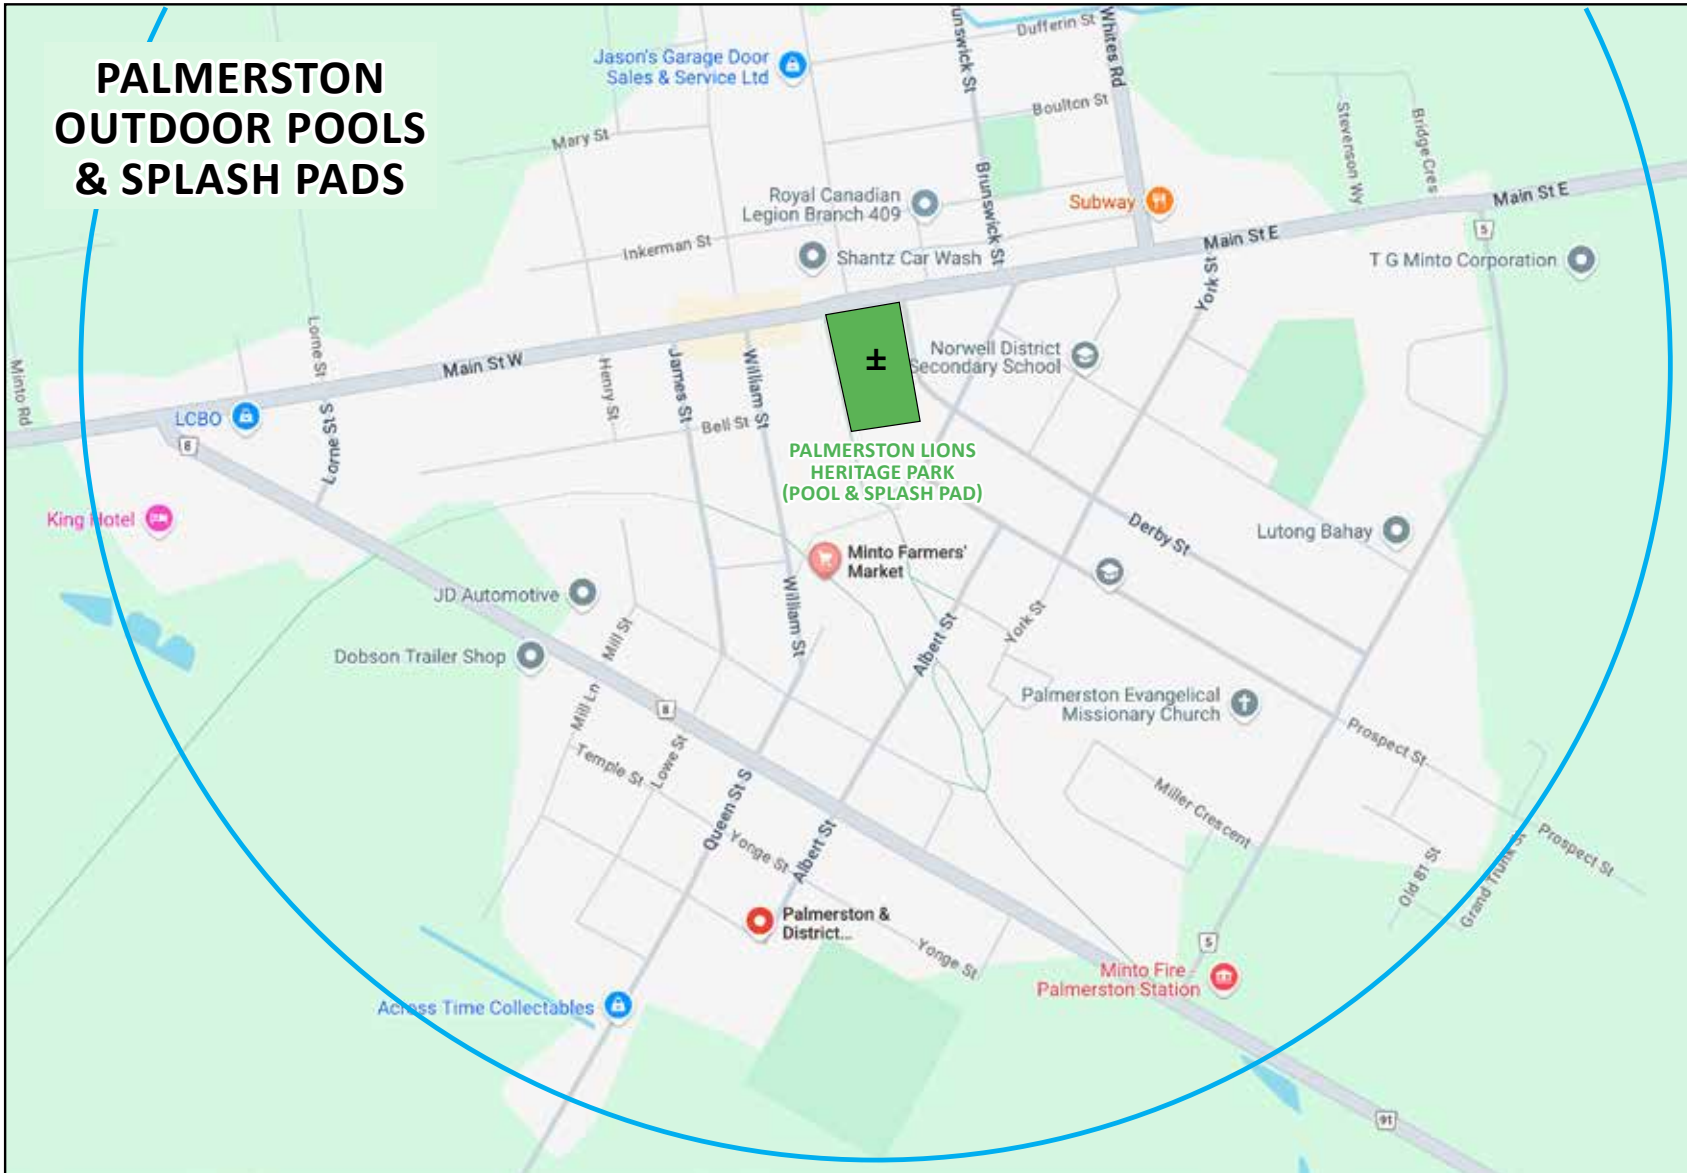 PALMERSTON
OUTDOOR POOLS
& SPLASH PADS
Jason's Garage Door
Sales & Service Ltd
Dufferin St
Whites Rd
Boulton St
Mary St
Brunswick St
Stevenson Wy
Bridge Cres
Royal Canadian
Legion Branch 409
Subway
Main St E
Inkerman St
Shantz Car Wash
Main St E
5
T G Minto Corporation
York St
Minto Rd
Lorne St
Main St W
Henry St
James St
William St
±
Norwell District
Secondary School
LCBO
6
Lorne St S
Bell St
PALMERSTON LIONS
HERITAGE PARK
(POOL & SPLASH PAD)
King Hotel
Derby St
Lutong Bahay
Minto Farmers'
Market
JD Automotive
William St
Mill St
York St
Albert St
Dobson Trailer Shop
Mill Ln
8
Palmerston Evangelical
Missionary Church
Prospect St
Temple St
Lowe St
Queen St S
Miller Crescent
Yonge St
Albert St
Old 81 St
Grand Trunk St
Prospect St
Palmerston &
District...
Yonge St
5
Minto Fire -
Palmerston Station
Across Time Collectables
91